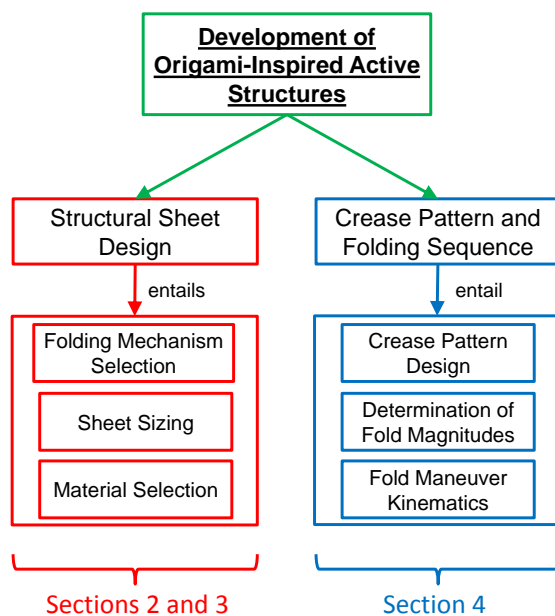 Development of
Origami-Inspired Active
Structures
Structural Sheet
Design
entails
Folding Mechanism
Selection
Sheet Sizing
Material Selection
Sections 2 and 3
Crease Pattern and
Folding Sequence
entail
Crease Pattern
Design
Determination of
Fold Magnitudes
Fold Maneuver
Kinematics
Section 4